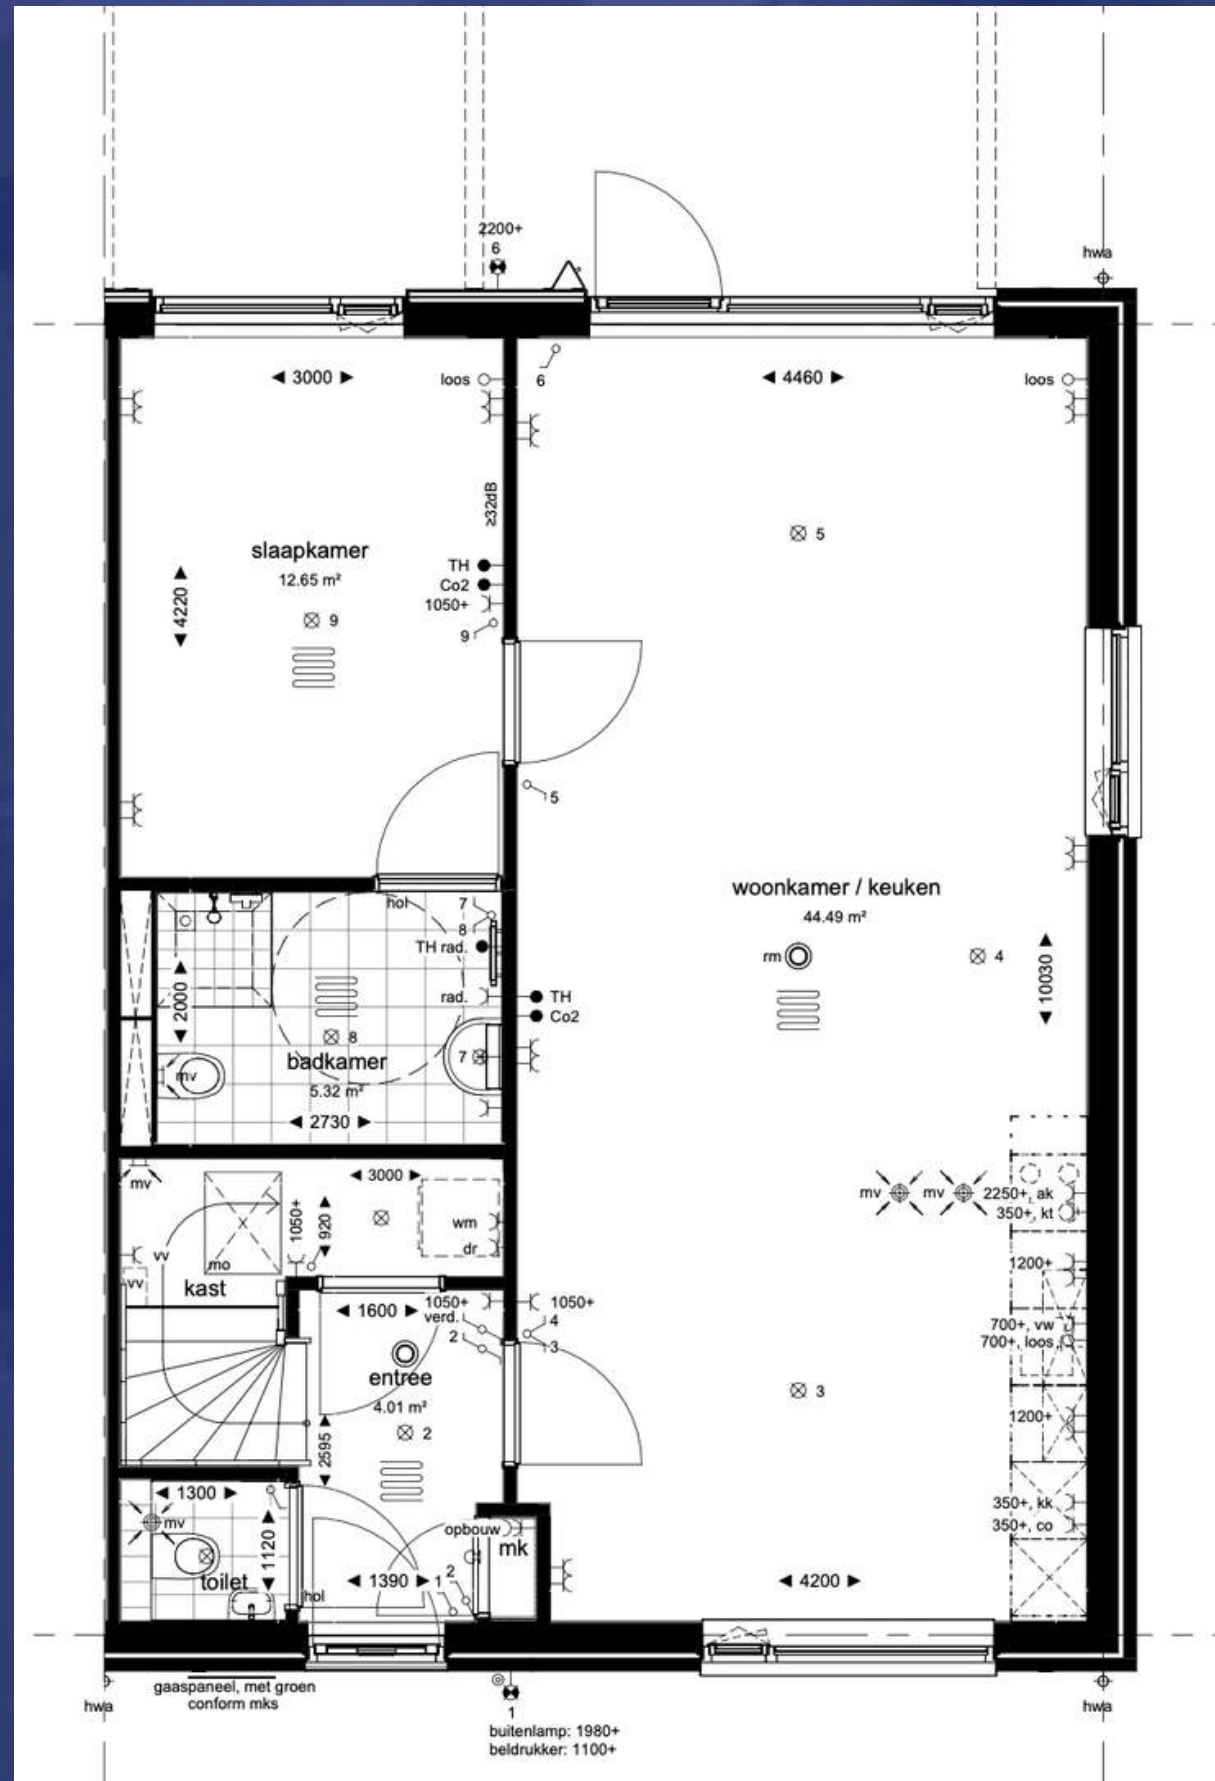 2200+
6
hwa
3000
loos
6
4460
loos
≥32dB
5
slaapkamer
12.65 m²
TH
Co2
1050+
4220
9
9
5
woonkamer / keuken
44.49 m²
hol
7
8
TH rad.
rm
4
10030
2000
rad.
TH
Co2
8
7
badkamer
mv
5.32 m²
2730
3000
mv
1050+
920
mv
mv
2250+, ak
350+, kt
wm
dr
vv
mo
vv
kast
1200+
1600
1050+
verd.
2
1050+
4
3
700+, vw
700+, loos
entree
4.01 m²
3
2
1200+
2595
1300
mv
350+, kk
350+, co
opbouw
mk
1120
toilet
hol
1390
1
2
4200
gaaspaneel, met groen
conform mks
hwa
hwa
1
buitenlamp: 1980+
beldrukker: 1100+